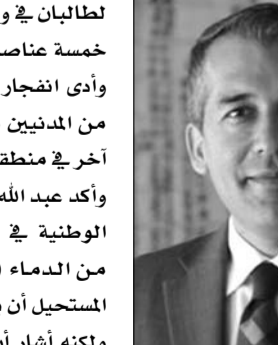 لطالبان في و
خمسة عناصر
وأدى انفجار
من المدنيين
آخر في منطقة
وأكد عبد الله
الوطنية في
من الدماء
المستحيل أن
ولكنه أشار